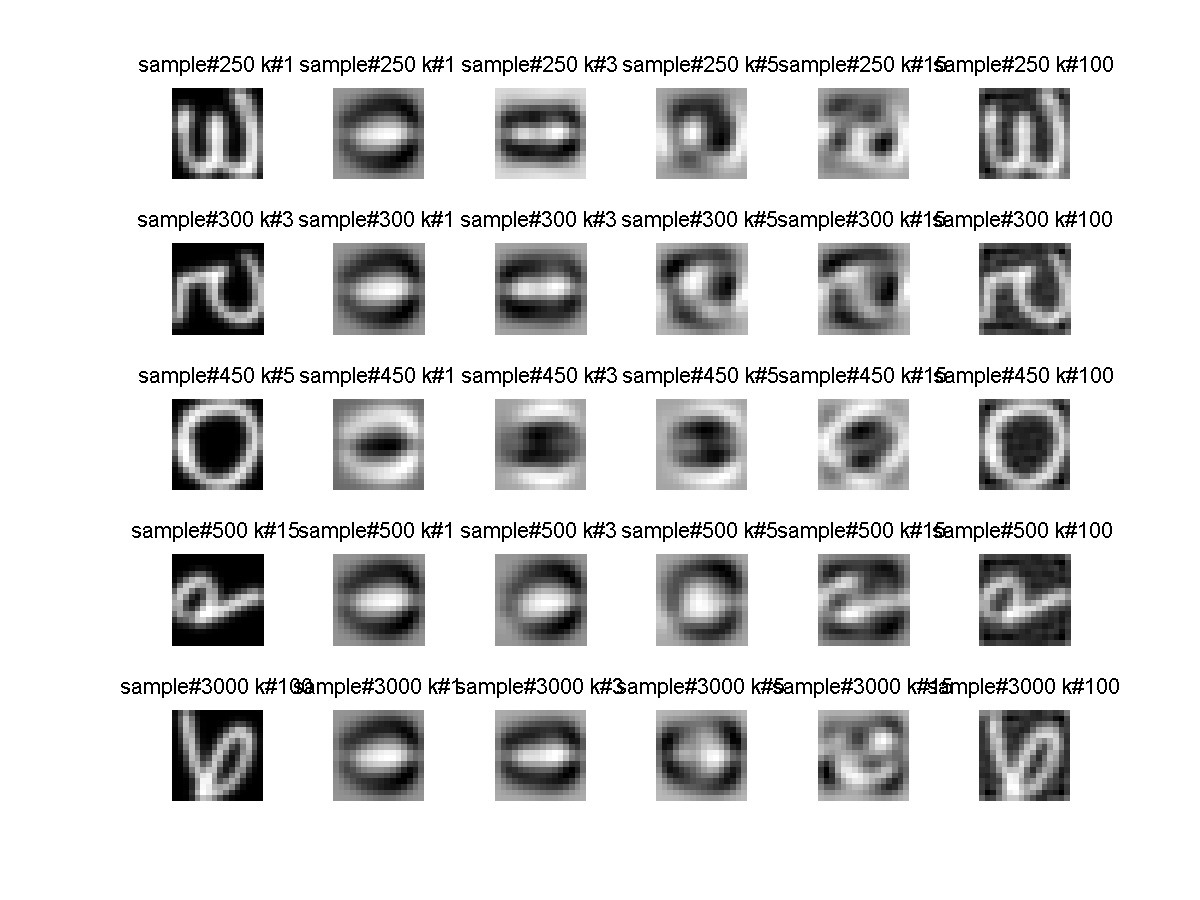 sample#250 k#1 sample#250 k#1 sample#250 k#3 sample#250 k#5 sample#250 k#15 sample#250 k#100
sample#300 k#3 sample#300 k#1 sample#300 k#3 sample#300 k#5 sample#300 k#15 sample#300 k#100
sample#450 k#5 sample#450 k#1 sample#450 k#3 sample#450 k#5 sample#450 k#15 sample#450 k#100
sample#500 k#15 sample#500 k#1 sample#500 k#3 sample#500 k#5 sample#500 k#15 sample#500 k#100
sample#3000 k#100 sample#3000 k#1 sample#3000 k#3 sample#3000 k#5 sample#3000 k#15 sample#3000 k#100